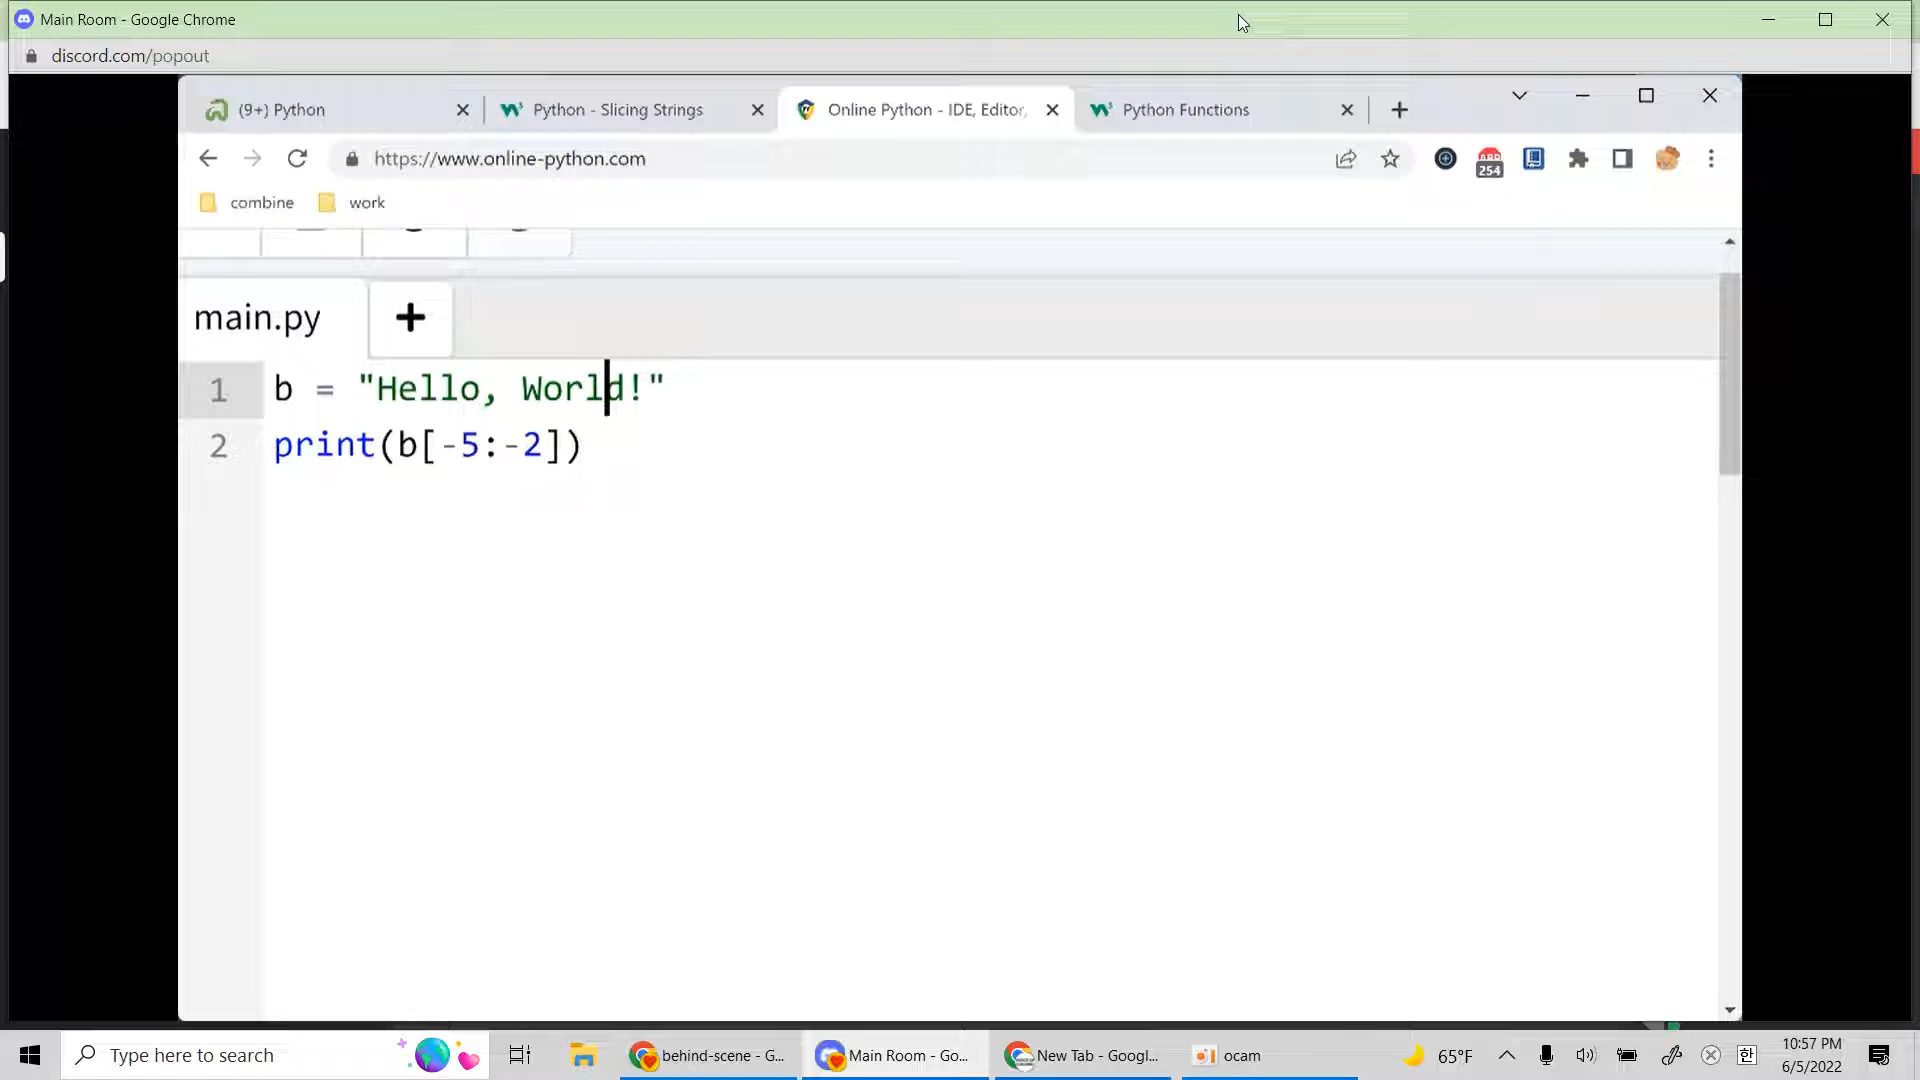 Main Room - Google Chrome
discord.com/popout
(9+) Python
Python - Slicing Strings
Online Python - IDE, Editor,
Python Functions
https://www.online-python.com
254
combine
work
main.py
1 b = "Hello, World!"
2 print(b[-5:-2])
Type here to search
behind-scene - G...
Main Room - Go...
New Tab - Googl...
ocam
65°F
한
10:57 PM
6/5/2022